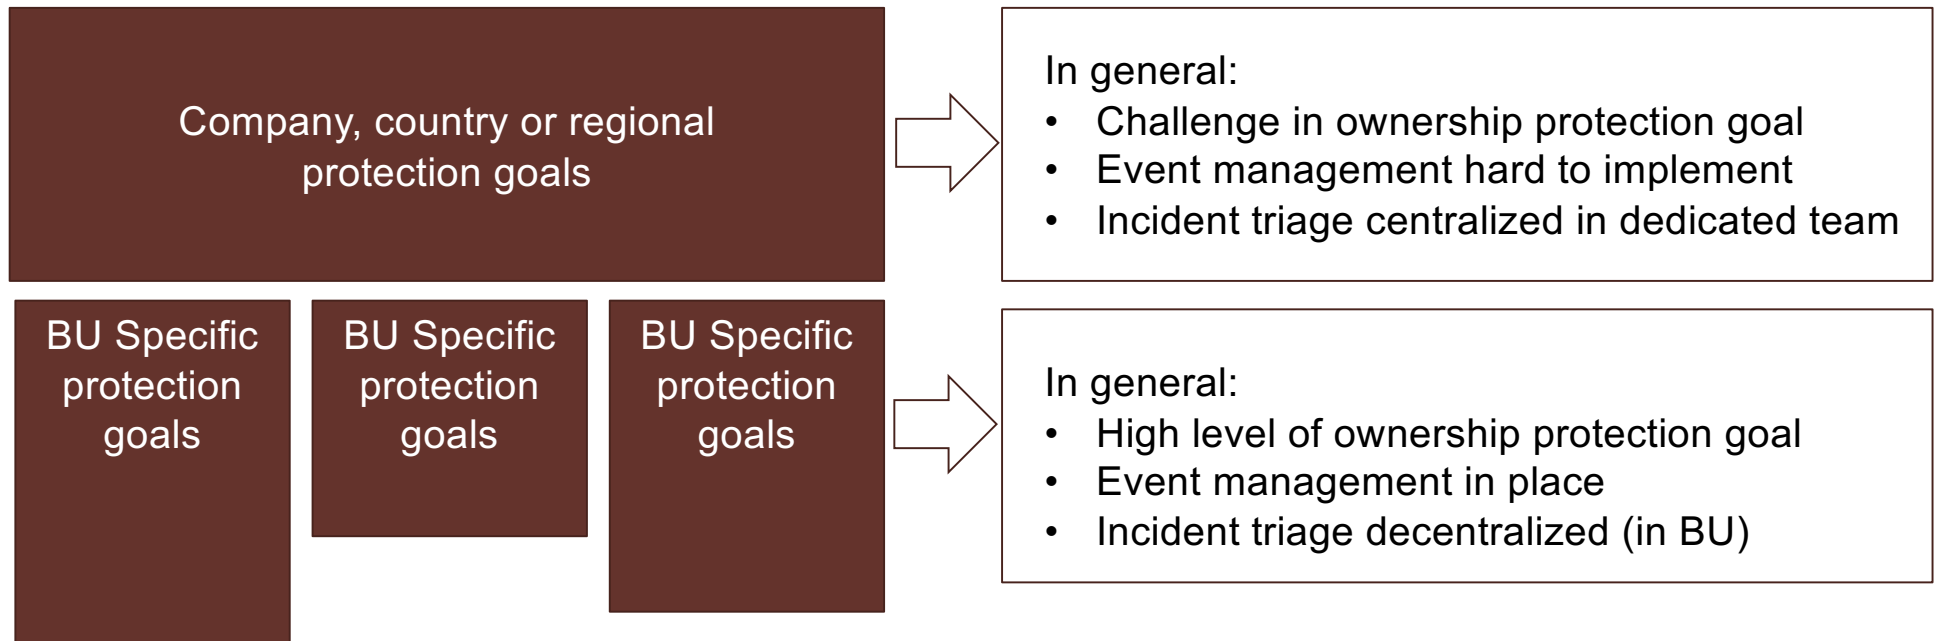 Company, country or regional
protection goals
In general:
• Challenge in ownership protection goal
• Event management hard to implement
• Incident triage centralized in dedicated team
BU Specific
protection
goals
BU Specific
protection
goals
BU Specific
protection
goals
In general:
• High level of ownership protection goal
• Event management in place
• Incident triage decentralized (in BU)